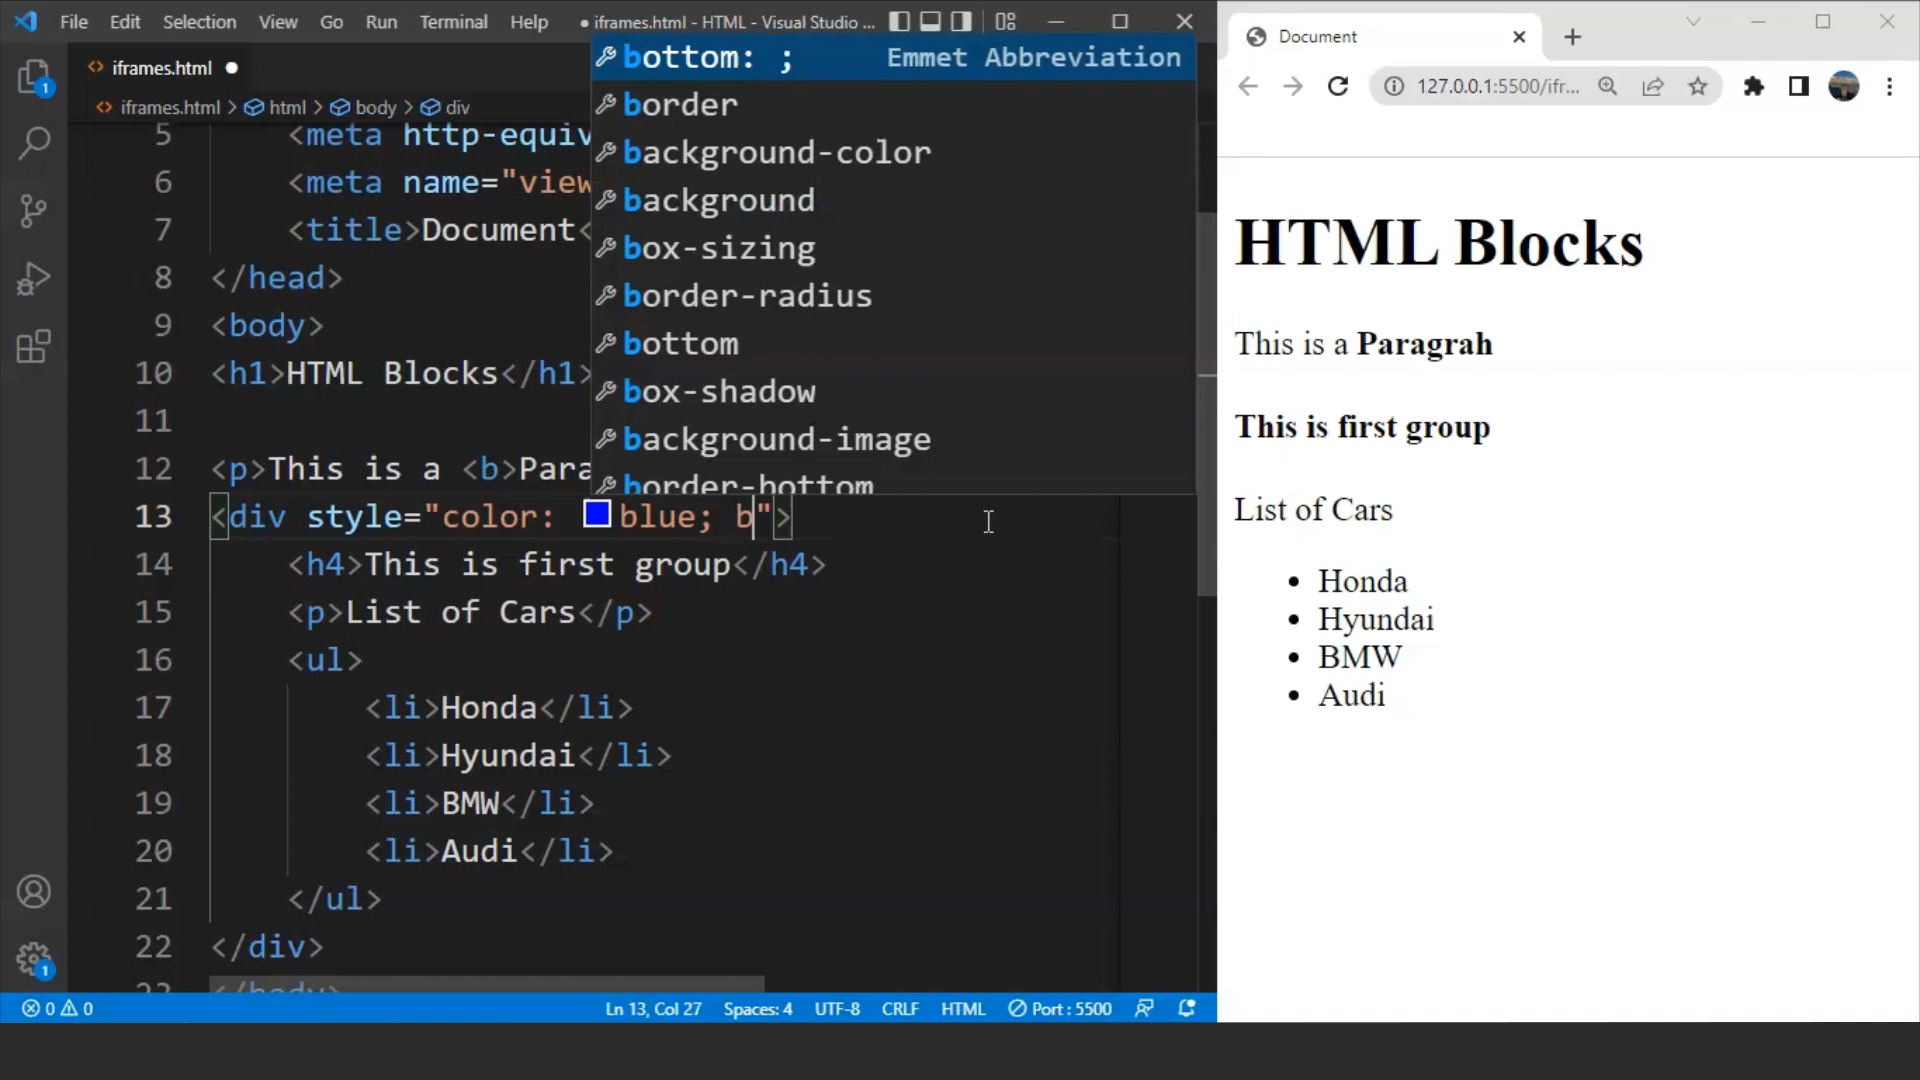 File Edit Selection View Go Run Terminal Help ● iframes.html - HTML - Visual Studio ...
iframes.html ●
iframes.html > html > body > div
5 <meta http-equiv
6 <meta name="view
7 <title>Document<
8 </head>
9 <body>
10 <h1>HTML Blocks</h1>
11
12 <p>This is a <b>Para
13 <div style="color: blue; b">
14 <h4>This is first group</h4>
15 <p>List of Cars</p>
16 <ul>
17 <li>Honda</li>
18 <li>Hyundai</li>
19 <li>BMW</li>
20 <li>Audi</li>
21 </ul>
22 </div>
23 </body>
bottom: ; Emmet Abbreviation
border
background-color
background
box-sizing
border-radius
bottom
box-shadow
background-image
border-bottom
1
1
0 0
Ln 13, Col 27 Spaces: 4 UTF-8 CRLF HTML Port : 5500
Document
127.0.0.1:5500/ifr...
HTML Blocks
This is a Paragrah
This is first group
List of Cars
• Honda
• Hyundai
• BMW
• Audi